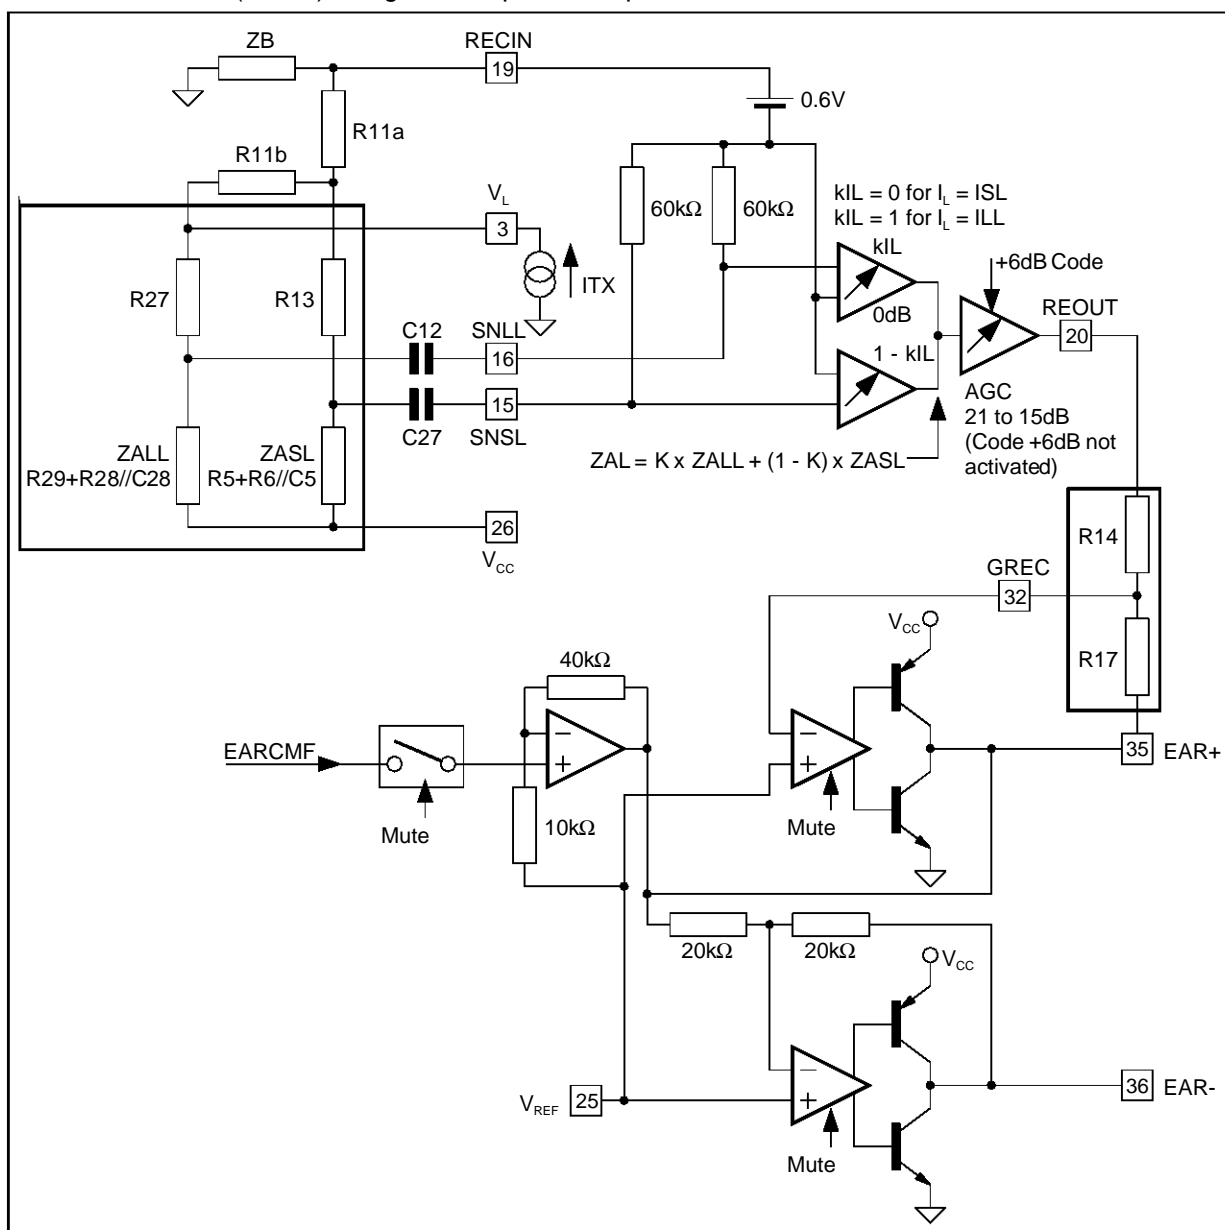 ZB
RECIN
19
0.6V
R11a
R11b
V_L
3
60kΩ
60kΩ
kIL = 0 for I_L = ISL
kIL = 1 for I_L = ILL
kIL
+6dB Code
R27
R13
ITX
0dB
REOUT
20
C12
SNLL
16
1 - kIL
15
C27
SNSL
AGC
21 to 15dB
(Code +6dB not
activated)
ZALL
R29+R28//C28
ZASL
R5+R6//C5
ZAL = K x ZALL + (1 - K) x ZASL
26
V_CC
R14
GREC
32
V_CC
R17
40kΩ
EARCMF
−
+
−
+
35
EAR+
Mute
10kΩ
Mute
20kΩ
20kΩ
V_CC
V_REF
25
−
+
36
EAR-
Mute